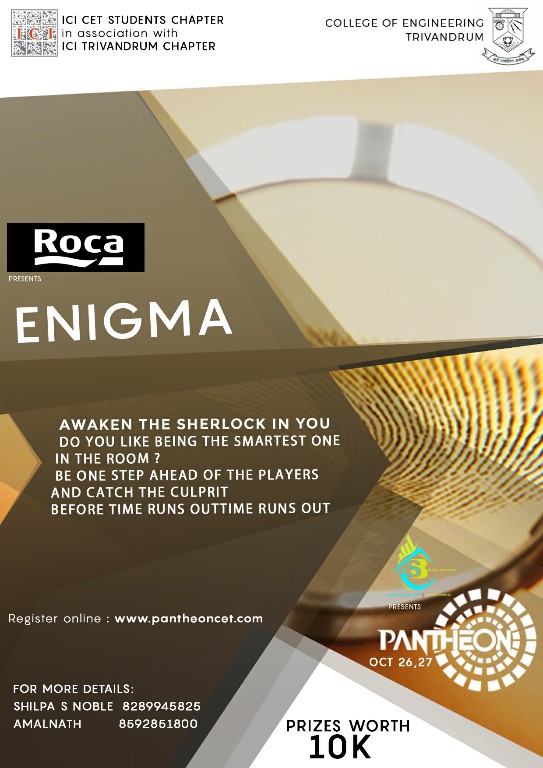 ICI CET STUDENTS CHAPTER
in association with
ICI TRIVANDRUM CHAPTER
ICI
COLLEGE OF ENGINEERING
TRIVANDRUM
Roca
PRESENTS
ENIGMA
AWAKEN THE SHERLOCK IN YOU
DO YOU LIKE BEING THE SMARTEST ONE
IN THE ROOM ?
BE ONE STEP AHEAD OF THE PLAYERS
AND CATCH THE CULPRIT
BEFORE TIME RUNS OUTTIME RUNS OUT
PRESENTS
Register online : www.pantheoncet.com
PANTHEON
OCT 26,27
FOR MORE DETAILS:
SHILPA S NOBLE 8289945825
AMALNATH 8592851800
PRIZES WORTH
10K